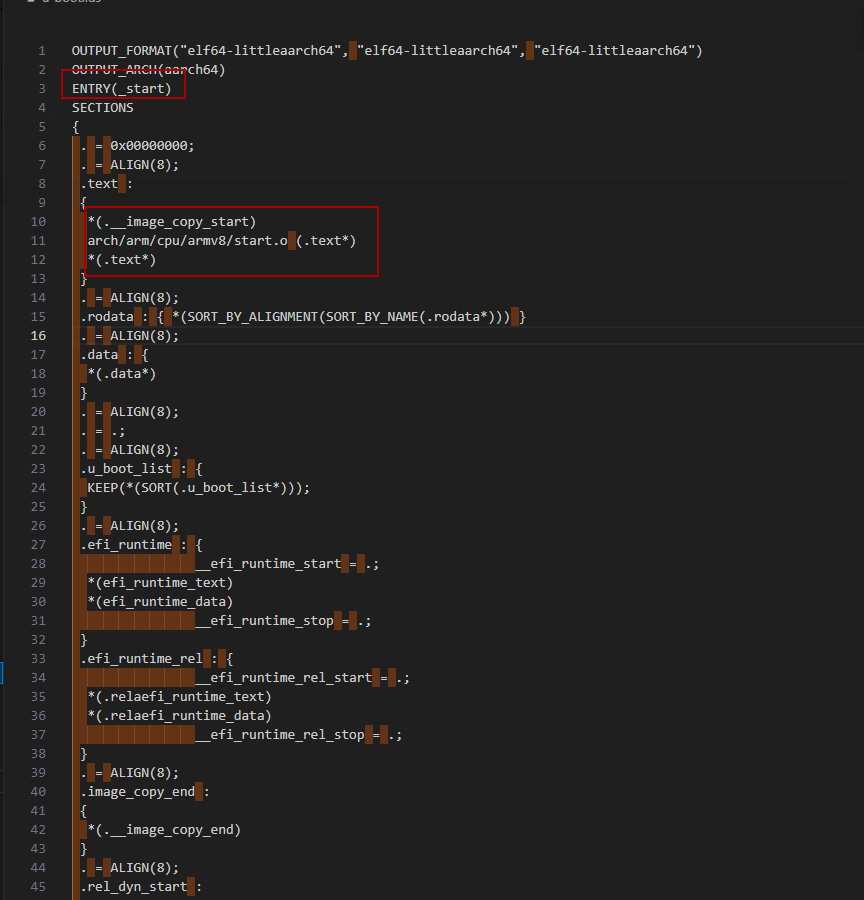 1 OUTPUT_FORMAT("elf64-littleaarch64", "elf64-littleaarch64", "elf64-littleaarch64")
2 OUTPUT_ARCH(aarch64)
3 ENTRY(_start)
4 SECTIONS
5 {
6 . = 0x00000000;
7 . = ALIGN(8);
8 .text :
9 {
10 *(.__image_copy_start)
11 arch/arm/cpu/armv8/start.o (.text*)
12 *(.text*)
13 }
14 . = ALIGN(8);
15 .rodata : { *(SORT_BY_ALIGNMENT(SORT_BY_NAME(.rodata*))) }
16 . = ALIGN(8);
17 .data : {
18 *(.data*)
19 }
20 . = ALIGN(8);
21 . = .;
22 . = ALIGN(8);
23 .u_boot_list : {
24 KEEP(*(SORT(.u_boot_list*)));
25 }
26 . = ALIGN(8);
27 .efi_runtime : {
28 __efi_runtime_start = .;
29 *(efi_runtime_text)
30 *(efi_runtime_data)
31 __efi_runtime_stop = .;
32 }
33 .efi_runtime_rel : {
34 __efi_runtime_rel_start = .;
35 *(.relaefi_runtime_text)
36 *(.relaefi_runtime_data)
37 __efi_runtime_rel_stop = .;
38 }
39 . = ALIGN(8);
40 .image_copy_end :
41 {
42 *(.__image_copy_end)
43 }
44 . = ALIGN(8);
45 .rel_dyn_start :